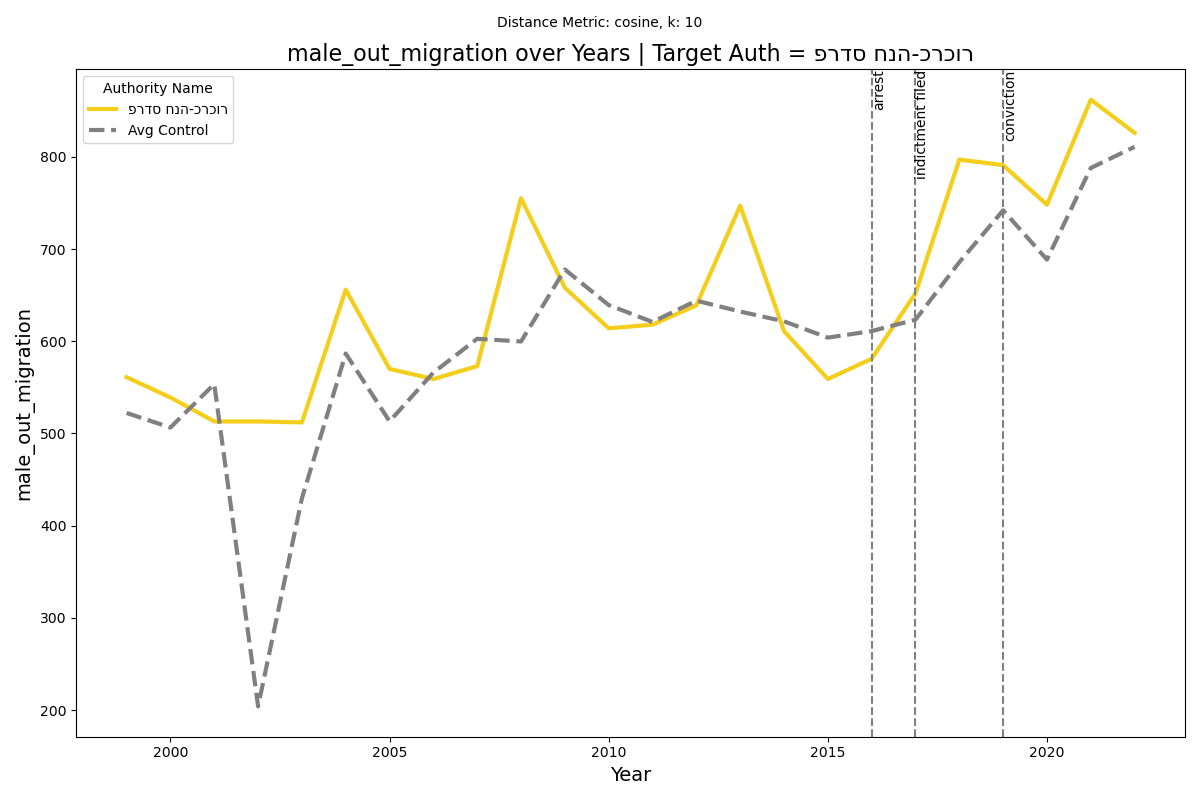 Distance Metric: cosine, k: 10
male_out_migration over Years | Target Auth = פרדס חנה-כרכור
Authority Name
פרדס חנה-כרכור
Avg Control
arrest
indictment filed
conviction
male_out_migration
800
700
600
500
400
300
200
2000
2005
2010
2015
2020
Year